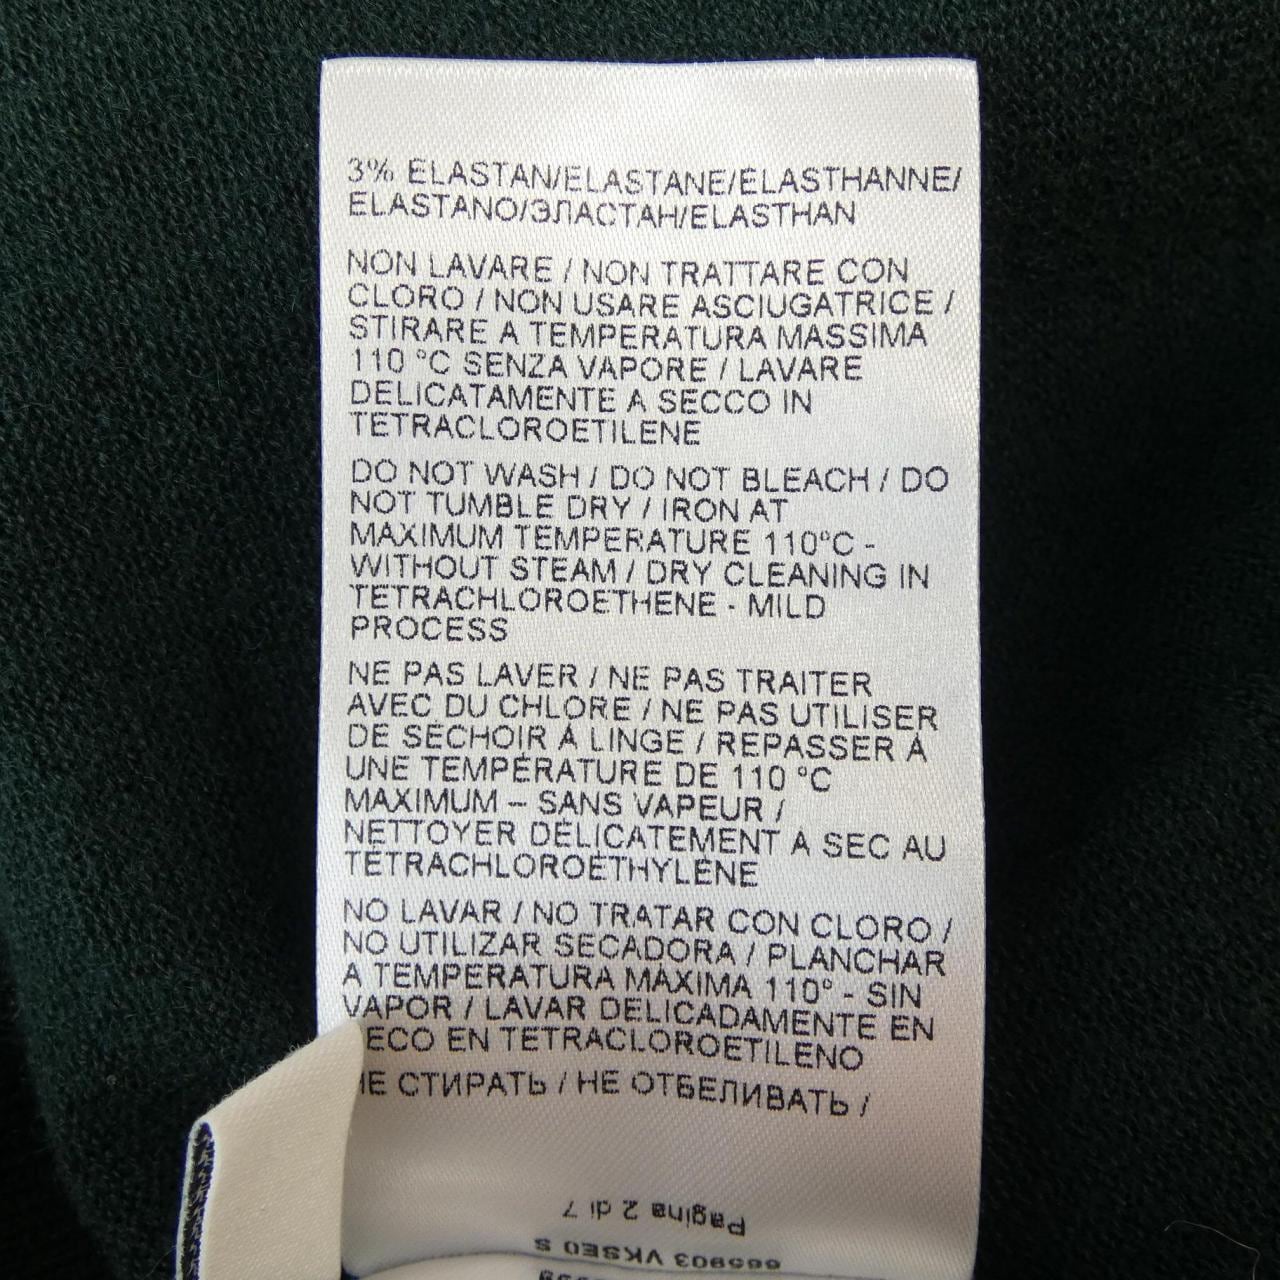 3% ELASTAN/ELASTANE/ÉLASTHANNE/
ELASTANO/ЭЛАСТАН/ELASTHAN
NON LAVARE / NON TRATTARE CON
CLORO / NON USARE ASCIUGATRICE /
STIRARE A TEMPERATURA MASSIMA
110 °C SENZA VAPORE / LAVARE
DELICATAMENTE A SECCO IN
TETRACLOROETILENE
DO NOT WASH / DO NOT BLEACH / DO
NOT TUMBLE DRY / IRON AT
MAXIMUM TEMPERATURE 110°C -
WITHOUT STEAM / DRY CLEANING IN
TETRACHLOROETHENE - MILD
PROCESS
NE PAS LAVER / NE PAS TRAITER
AVEC DU CHLORE / NE PAS UTILISER
DE SÉCHOIR À LINGE / REPASSER À
UNE TEMPÉRATURE DE 110 °C
MAXIMUM – SANS VAPEUR /
NETTOYER DÉLICATEMENT À SEC AU
TÉTRACHLOROÉTHYLÈNE
NO LAVAR / NO TRATAR CON CLORO /
NO UTILIZAR SECADORA / PLANCHAR
A TEMPERATURA MÁXIMA 110° - SIN
VAPOR / LAVAR DELICADAMENTE EN
ECO EN TETRACLOROETILENO
НЕ СТИРАТЬ / НЕ ОТБЕЛИВАТЬ /
Pagina 2 di 7
VKSE0 S